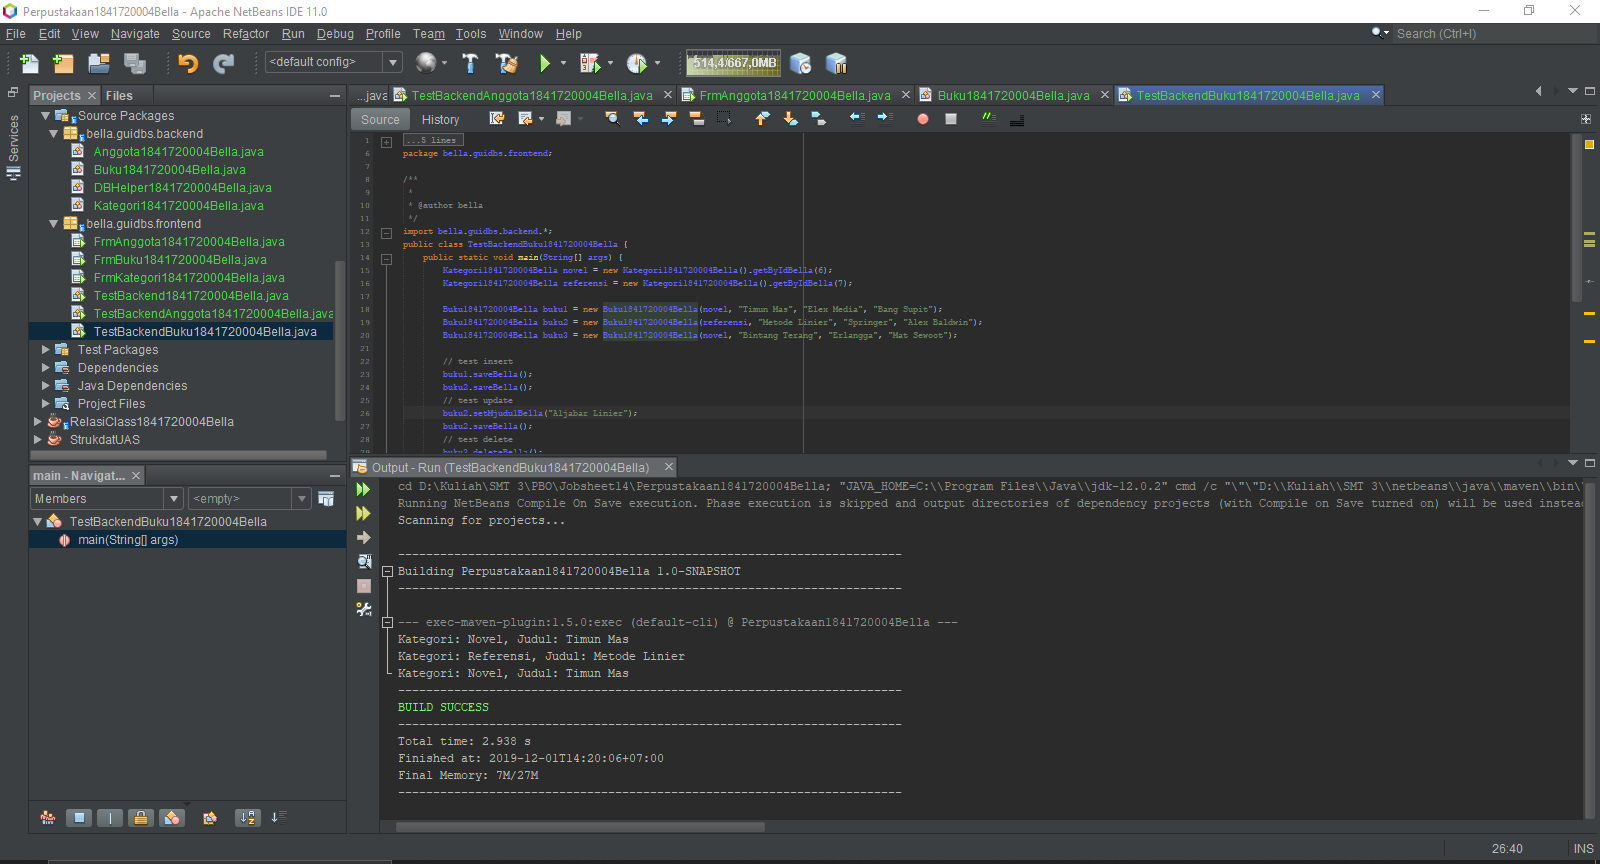 Perpustakaan1841720004Bella - Apache NetBeans IDE 11.0
File Edit View Navigate Source Refactor Run Debug Profile Team Tools Window Help
Search (Ctrl+I)
<default config>
514,4/667,0MB
Services
Projects Files
Source Packages
bella.guidbs.backend
Anggota1841720004Bella.java
Buku1841720004Bella.java
DBHelper1841720004Bella.java
Kategori1841720004Bella.java
bella.guidbs.frontend
FrmAnggota1841720004Bella.java
FrmBuku1841720004Bella.java
FrmKategori1841720004Bella.java
TestBackend1841720004Bella.java
TestBackendAnggota1841720004Bella.java
TestBackendBuku1841720004Bella.java
Test Packages
Dependencies
Java Dependencies
Project Files
RelasiClass1841720004Bella
StrukdatUAS
main - Navigat...
Members <empty>
TestBackendBuku1841720004Bella
main(String[] args)
...java TestBackendAnggota1841720004Bella.java FrmAnggota1841720004Bella.java Buku1841720004Bella.java TestBackendBuku1841720004Bella.java
Source History
1 ...5 lines
6 package bella.guidbs.frontend;
7
8 /**
9 *
10 * @author bella
11 */
12 import bella.guidbs.backend.*;
13 public class TestBackendBuku1841720004Bella {
14 public static void main(String[] args) {
15 Kategori1841720004Bella novel = new Kategori1841720004Bella().getByIdBella(6);
16 Kategori1841720004Bella referensi = new Kategori1841720004Bella().getByIdBella(7);
17
18 Buku1841720004Bella buku1 = new Buku1841720004Bella(novel, "Timun Mas", "Elex Media", "Bang Supit");
19 Buku1841720004Bella buku2 = new Buku1841720004Bella(referensi, "Metode Linier", "Springer", "Alex Baldwin");
20 Buku1841720004Bella buku3 = new Buku1841720004Bella(novel, "Bintang Terang", "Erlangga", "Mat Sewoot");
21
22 // test insert
23 buku1.saveBella();
24 buku2.saveBella();
25 // test update
26 buku2.setMjudulBella("Aljabar Linier");
27 buku2.saveBella();
28 // test delete
29 buku3.deleteBella();
Output - Run (TestBackendBuku1841720004Bella)
cd D:\Kuliah\SMT 3\PBO\Jobsheet14\Perpustakaan1841720004Bella; "JAVA_HOME=C:\\Program Files\\Java\\jdk-12.0.2" cmd /c "\"\"D:\\Kuliah\\SMT 3\\netbeans\\java\\maven\\bin\
Running NetBeans Compile On Save execution. Phase execution is skipped and output directories of dependency projects (with Compile on Save turned on) will be used instea
Scanning for projects...
------------------------------------------------------------------------
Building Perpustakaan1841720004Bella 1.0-SNAPSHOT
------------------------------------------------------------------------
--- exec-maven-plugin:1.5.0:exec (default-cli) @ Perpustakaan1841720004Bella ---
Kategori: Novel, Judul: Timun Mas
Kategori: Referensi, Judul: Metode Linier
Kategori: Novel, Judul: Timun Mas
------------------------------------------------------------------------
BUILD SUCCESS
------------------------------------------------------------------------
Total time: 2.938 s
Finished at: 2019-12-01T14:20:06+07:00
Final Memory: 7M/27M
------------------------------------------------------------------------
26:40 INS